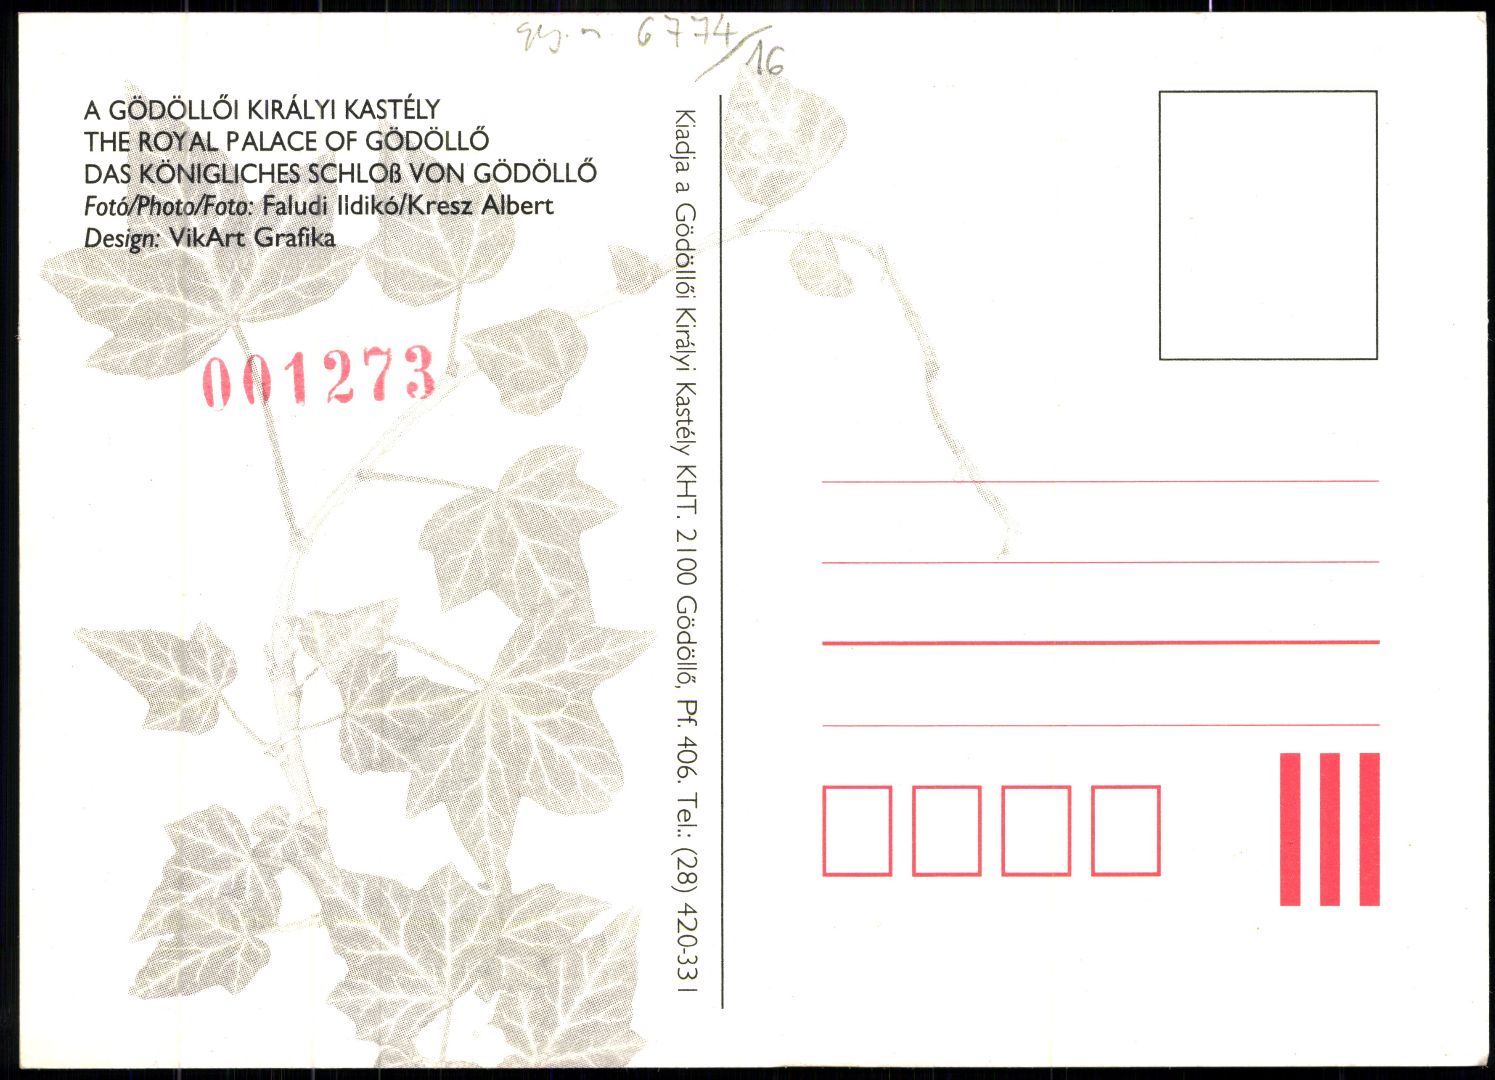 6774/16
A GÖDÖLLŐI KIRÁLYI KASTÉLY
THE ROYAL PALACE OF GÖDÖLLŐ
DAS KÖNIGLICHES SCHLOß VON GÖDÖLLŐ
Fotó/Photo/Foto: Faludi Ildikó/Kresz Albert
Design: VikArt Grafika
001273
Kiadja a Gödöllői Királyi Kastély KHT. 2100 Gödöllő, Pf. 406. Tel.: (28) 420-331